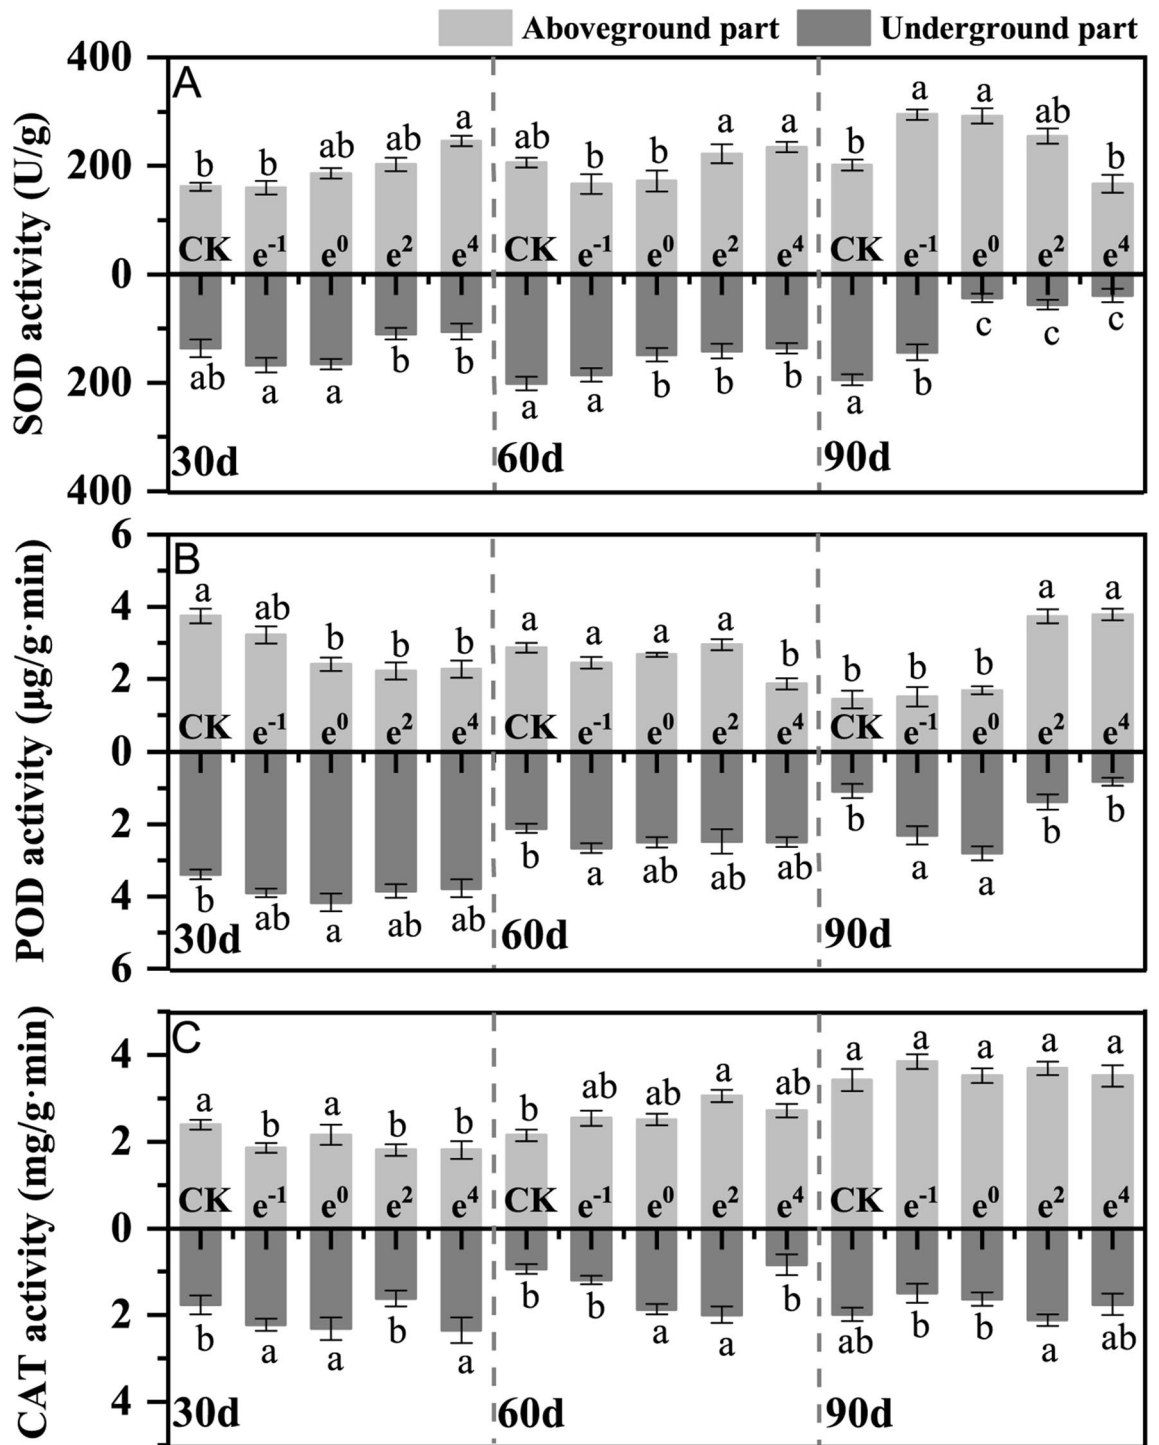 Aboveground part Underground part
A
SOD activity (U/g)
400
200
0
200
400
b b ab ab a ab b b a a b a a ab b
CK e⁻¹ e⁰ e² e⁴ CK e⁻¹ e⁰ e² e⁴ CK e⁻¹ e⁰ e² e⁴
ab a a b b a a b b b a b c c c
30d 60d 90d
B
POD activity (μg/g·min)
6
4
2
0
2
4
6
a ab b b b a a a a b b b b a a
CK e⁻¹ e⁰ e² e⁴ CK e⁻¹ e⁰ e² e⁴ CK e⁻¹ e⁰ e² e⁴
b ab a ab ab b a ab ab ab b a a b b
30d 60d 90d
C
CAT activity (mg/g·min)
4
2
0
2
4
a b a b b b ab ab a ab a a a a a
CK e⁻¹ e⁰ e² e⁴ CK e⁻¹ e⁰ e² e⁴ CK e⁻¹ e⁰ e² e⁴
b a a b a b b a a b ab b b a ab
30d 60d 90d